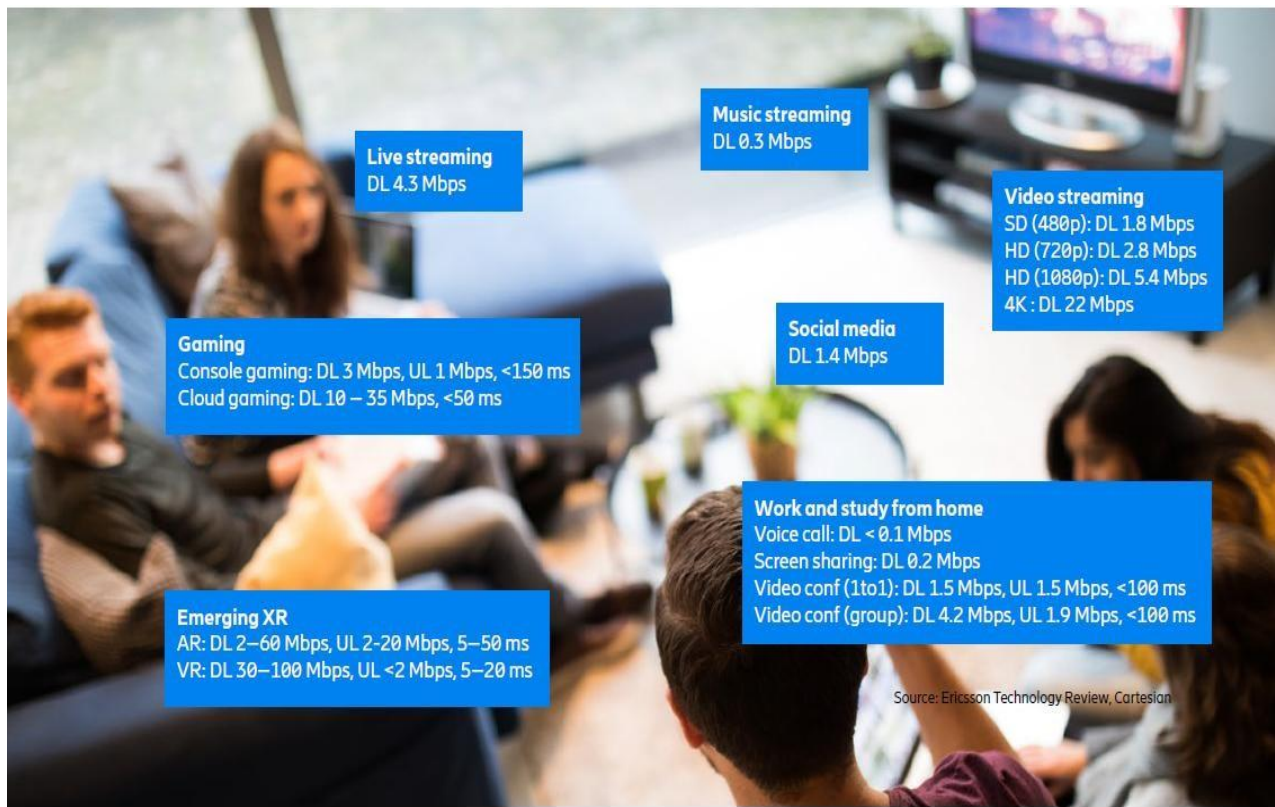 Music streaming
DL 0.3 Mbps
Live streaming
DL 4.3 Mbps
Video streaming
SD (480p): DL 1.8 Mbps
HD (720p): DL 2.8 Mbps
HD (1080p): DL 5.4 Mbps
4K : DL 22 Mbps
Social media
DL 1.4 Mbps
Gaming
Console gaming: DL 3 Mbps, UL 1 Mbps, <150 ms
Cloud gaming: DL 10 – 35 Mbps, <50 ms
Work and study from home
Voice call: DL < 0.1 Mbps
Screen sharing: DL 0.2 Mbps
Video conf (1to1): DL 1.5 Mbps, UL 1.5 Mbps, <100 ms
Video conf (group): DL 4.2 Mbps, UL 1.9 Mbps, <100 ms
Emerging XR
AR: DL 2–60 Mbps, UL 2-20 Mbps, 5–50 ms
VR: DL 30–100 Mbps, UL <2 Mbps, 5–20 ms
Source: Ericsson Technology Review, Cartesian